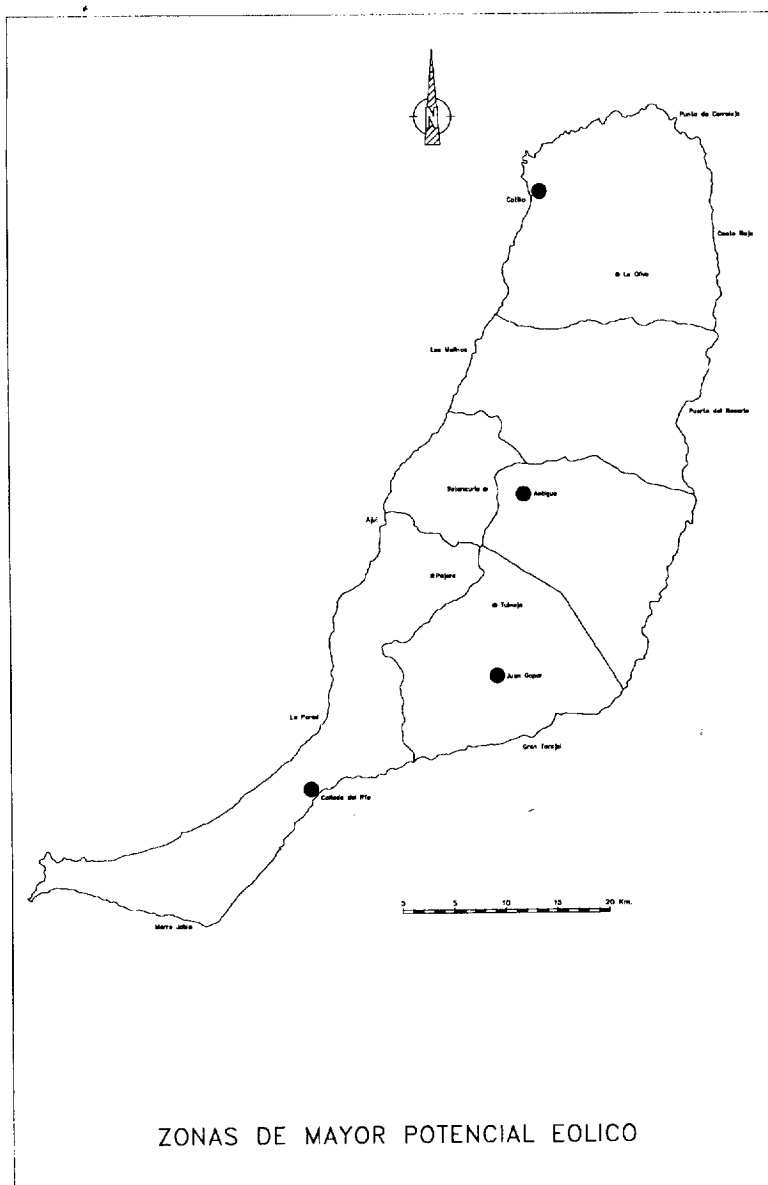 N
Punta de Corralejo
Cotillo
Costa Roja
La Oliva
Los Molinos
Puerto del Rosario
Betancuria
Antigua
Ajuí
Pájara
Tuineje
Juan Gopar
La Pared
Gran Tarajal
Cañada del Río
0 5 10 15 20 Km.
Morro Jable
ZONAS DE MAYOR POTENCIAL EOLICO